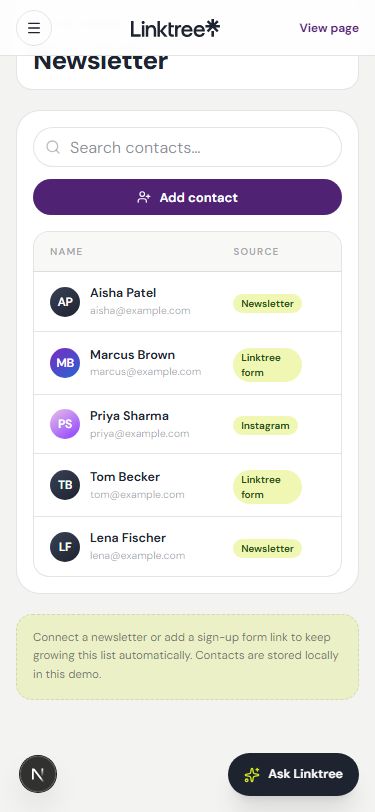 Linktree
View page
Newsletter
Search contacts...
Add contact
NAME SOURCE
AP Aisha Patel
aisha@example.com
Newsletter
MB Marcus Brown
marcus@example.com
Linktree
form
PS Priya Sharma
priya@example.com
Instagram
TB Tom Becker
tom@example.com
Linktree
form
LF Lena Fischer
lena@example.com
Newsletter
Connect a newsletter or add a sign-up form link to keep
growing this list automatically. Contacts are stored locally
in this demo.
N
Ask Linktree